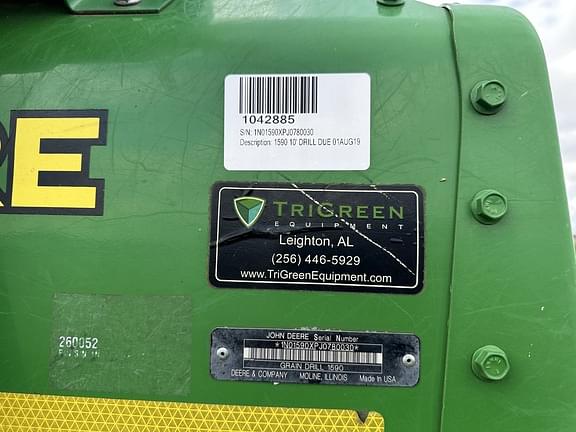 1042885
S/N: 1N01590XPJ0780030
Description: 1590 10' DRILL DUE 01AUG19
RE
TRIGREEN
EQUIPMENT
Leighton, AL
(256) 446-5929
www.TriGreenEquipment.com
260052
JOHN DEERE Serial Number
*1N01590XPJ0780030*
GRAIN DRILL 1590
DEERE & COMPANY MOLINE, ILLINOIS Made In USA